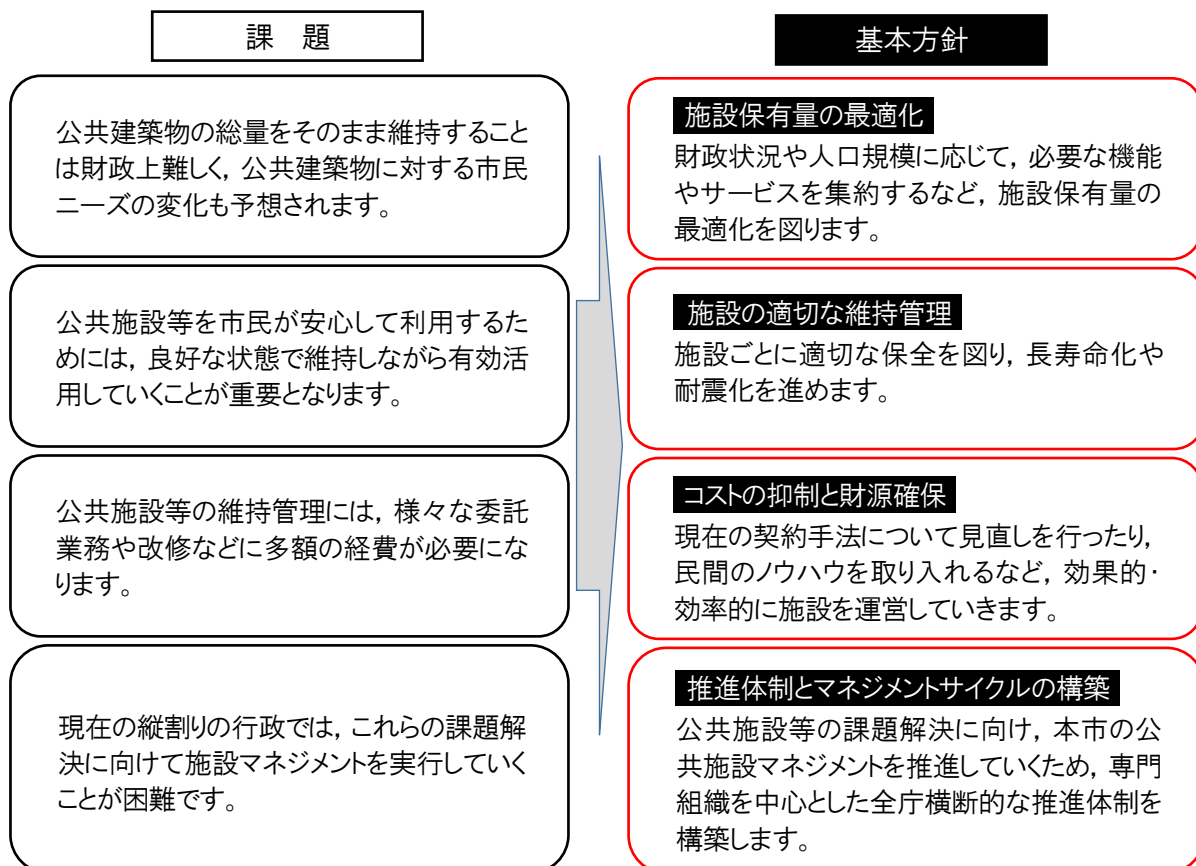 課　題
公共建築物の総量をそのまま維持すること
は財政上難しく，公共建築物に対する市民
ニーズの変化も予想されます。
公共施設等を市民が安心して利用するた
めには，良好な状態で維持しながら有効活
用していくことが重要となります。
公共施設等の維持管理には，様々な委託
業務や改修などに多額の経費が必要にな
ります。
現在の縦割りの行政では，これらの課題解
決に向けて施設マネジメントを実行していく
ことが困難です。
基本方針
施設保有量の最適化
財政状況や人口規模に応じて，必要な機能
やサービスを集約するなど，施設保有量の
最適化を図ります。
施設の適切な維持管理
施設ごとに適切な保全を図り，長寿命化や
耐震化を進めます。
コストの抑制と財源確保
現在の契約手法について見直しを行ったり，
民間のノウハウを取り入れるなど，効果的・
効率的に施設を運営していきます。
推進体制とマネジメントサイクルの構築
公共施設等の課題解決に向け，本市の公
共施設マネジメントを推進していくため，専門
組織を中心とした全庁横断的な推進体制を
構築します。